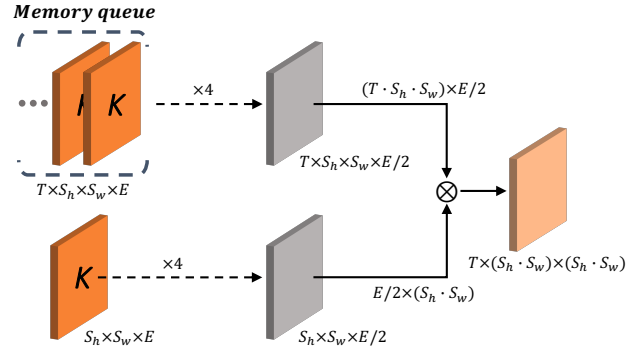 Memory queue
K
K
×4
(T · S_h · S_w)×E/2
T×S_h×S_w×E
T×S_h×S_w×E/2
⊗
K
×4
E/2×(S_h · S_w)
T×(S_h · S_w)×(S_h · S_w)
S_h×S_w×E
S_h×S_w×E/2